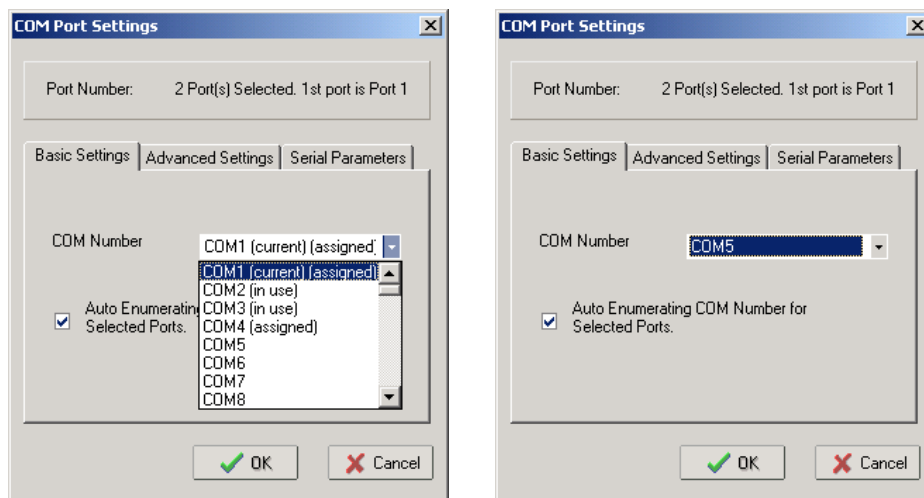 COM Port Settings
Port Number: 2 Port(s) Selected. 1st port is Port 1
Basic Settings Advanced Settings Serial Parameters
COM Number COM1 (current) (assigned)
COM1 (current) (assigned)
COM2 (in use)
COM3 (in use)
COM4 (assigned)
COM5
COM6
COM7
COM8
Auto Enumerating
Selected Ports.
OK Cancel
COM Port Settings
Port Number: 2 Port(s) Selected. 1st port is Port 1
Basic Settings Advanced Settings Serial Parameters
COM Number COM5
Auto Enumerating COM Number for
Selected Ports.
OK Cancel